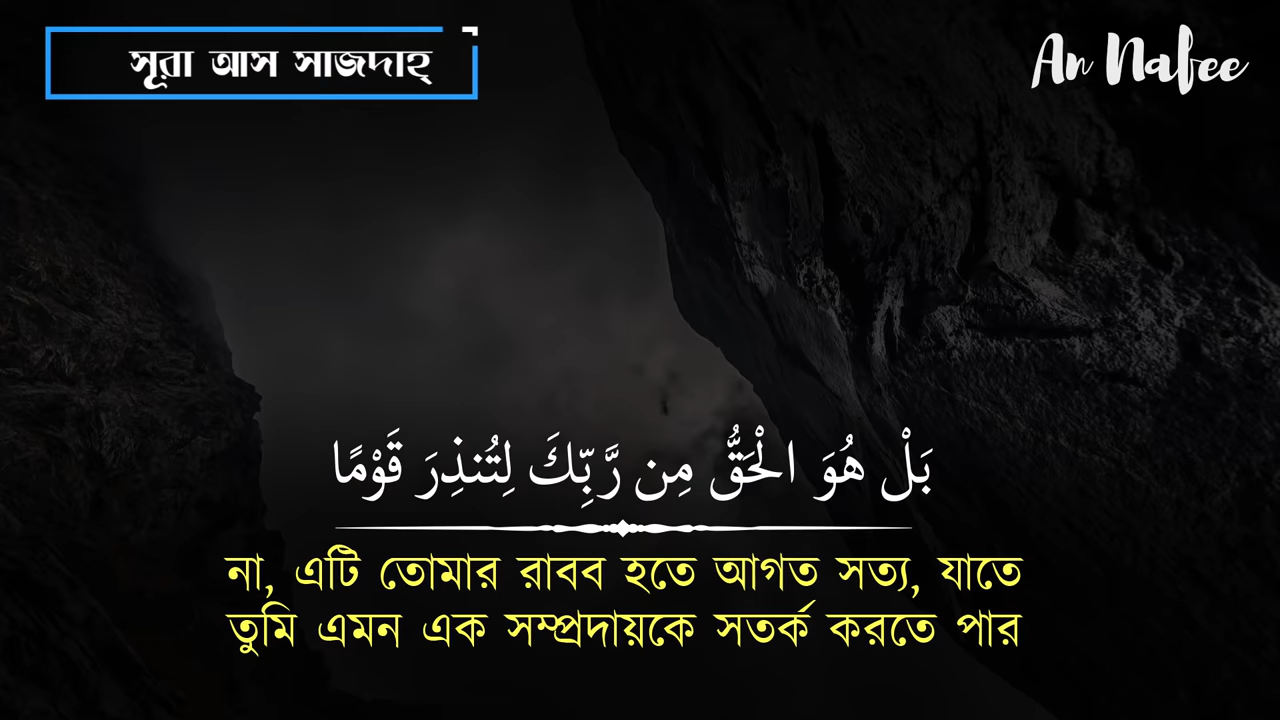 সূরা আস সাজদাহ্
An Nafee
بَلْ هُوَ الْحَقُّ مِن رَّبِّكَ لِتُنذِرَ قَوْمًا
না, এটি তোমার রাবব হতে আগত সত্য, যাতে
তুমি এমন এক সম্প্রদায়কে সতর্ক করতে পার